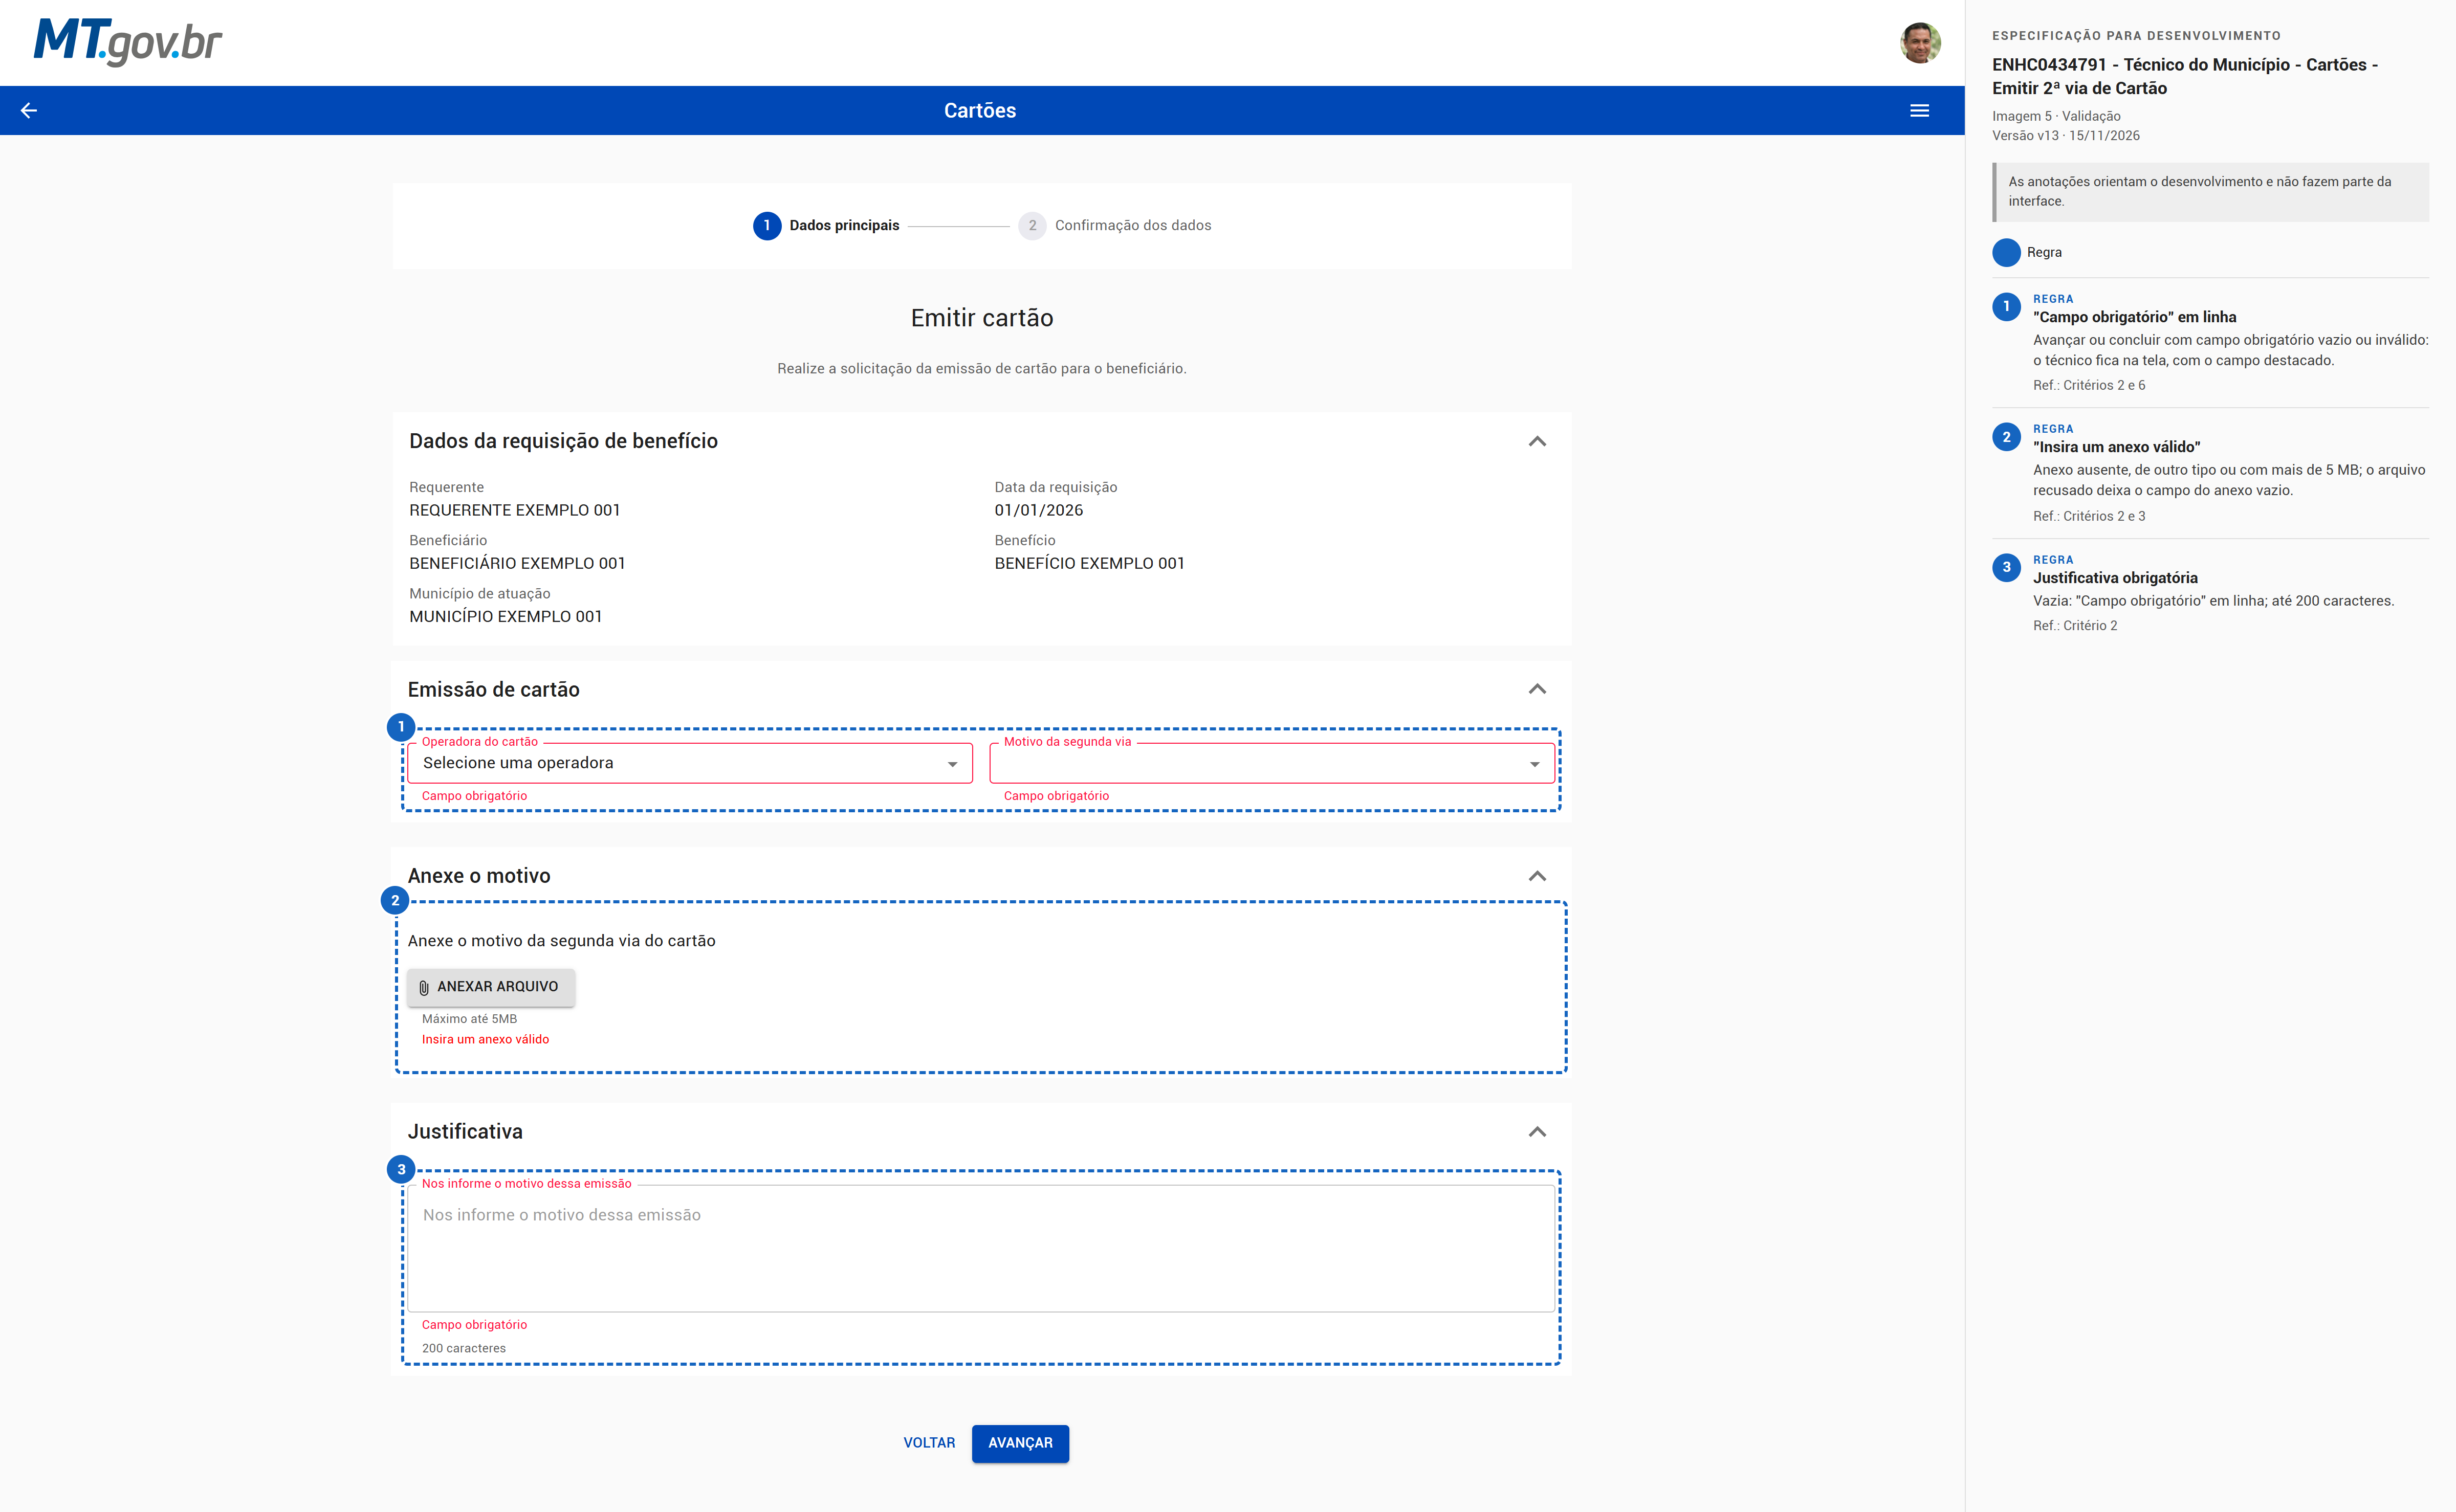 MT.gov.br
Cartões
1 Dados principais
2 Confirmação dos dados
Emitir cartão
Realize a solicitação da emissão de cartão para o beneficiário.
Dados da requisição de benefício
Requerente
REQUERENTE EXEMPLO 001
Data da requisição
01/01/2026
Beneficiário
BENEFICIÁRIO EXEMPLO 001
Benefício
BENEFÍCIO EXEMPLO 001
Município de atuação
MUNICÍPIO EXEMPLO 001
Emissão de cartão
1
Operadora do cartão
Selecione uma operadora
Campo obrigatório
Motivo da segunda via
Campo obrigatório
Anexe o motivo
2
Anexe o motivo da segunda via do cartão
ANEXAR ARQUIVO
Máximo até 5MB
Insira um anexo válido
Justificativa
3
Nos informe o motivo dessa emissão
Nos informe o motivo dessa emissão
Campo obrigatório
200 caracteres
VOLTAR
AVANÇAR
ESPECIFICAÇÃO PARA DESENVOLVIMENTO
ENHC0434791 - Técnico do Município - Cartões -
Emitir 2ª via de Cartão
Imagem 5 · Validação
Versão v13 · 15/11/2026
As anotações orientam o desenvolvimento e não fazem parte da
interface.
Regra
1
REGRA
"Campo obrigatório" em linha
Avançar ou concluir com campo obrigatório vazio ou inválido:
o técnico fica na tela, com o campo destacado.
Ref.: Critérios 2 e 6
2
REGRA
"Insira um anexo válido"
Anexo ausente, de outro tipo ou com mais de 5 MB; o arquivo
recusado deixa o campo do anexo vazio.
Ref.: Critérios 2 e 3
3
REGRA
Justificativa obrigatória
Vazia: "Campo obrigatório" em linha; até 200 caracteres.
Ref.: Critério 2